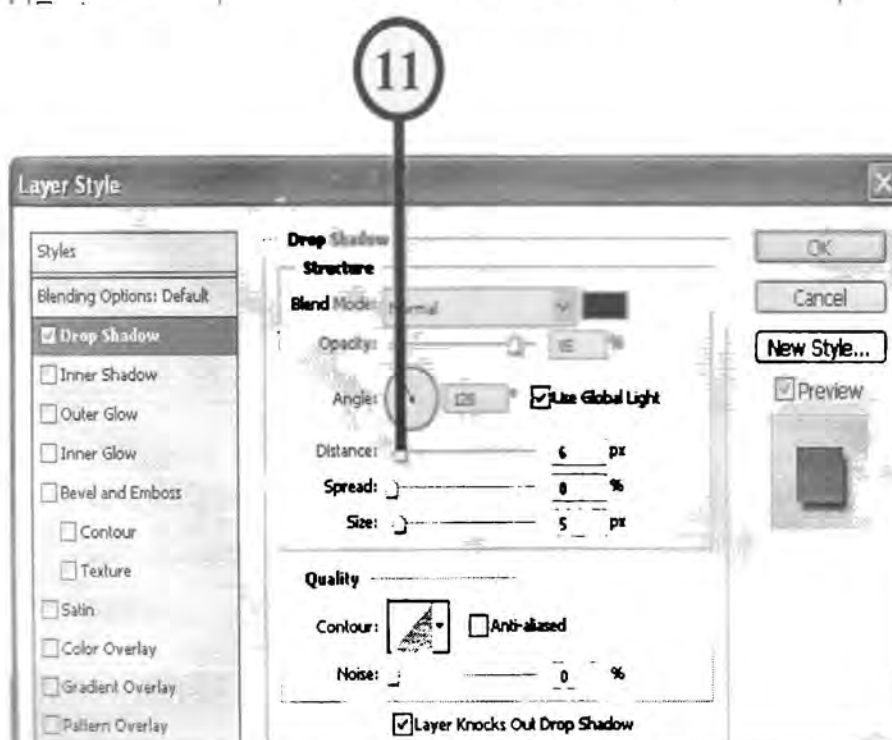 11
Layer Style
Styles
Blending Options: Default
Drop Shadow
Inner Shadow
Outer Glow
Inner Glow
Bevel and Emboss
Contour
Texture
Satin
Color Overlay
Gradient Overlay
Pattern Overlay
Drop Shadow
Structure
Blend Mode: Normal
Opacity: %
Angle: ° Use Global Light
Distance: 6 px
Spread: 0 %
Size: 5 px
Quality
Contour: Anti-aliased
Noise: 0 %
Layer Knocks Out Drop Shadow
OK
Cancel
New Style...
Preview